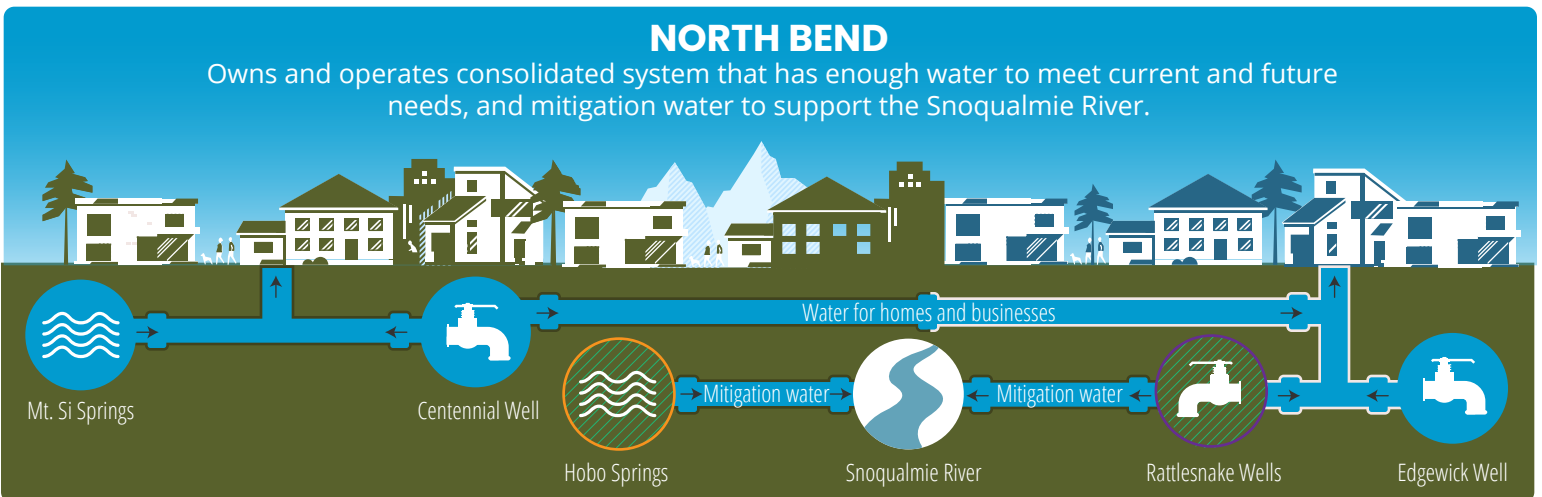 NORTH BEND
Owns and operates consolidated system that has enough water to meet current and future
needs, and mitigation water to support the Snoqualmie River.
Water for homes and businesses
Mitigation water
Mitigation water
Mt. Si Springs
Centennial Well
Hobo Springs
Snoqualmie River
Rattlesnake Wells
Edgewick Well